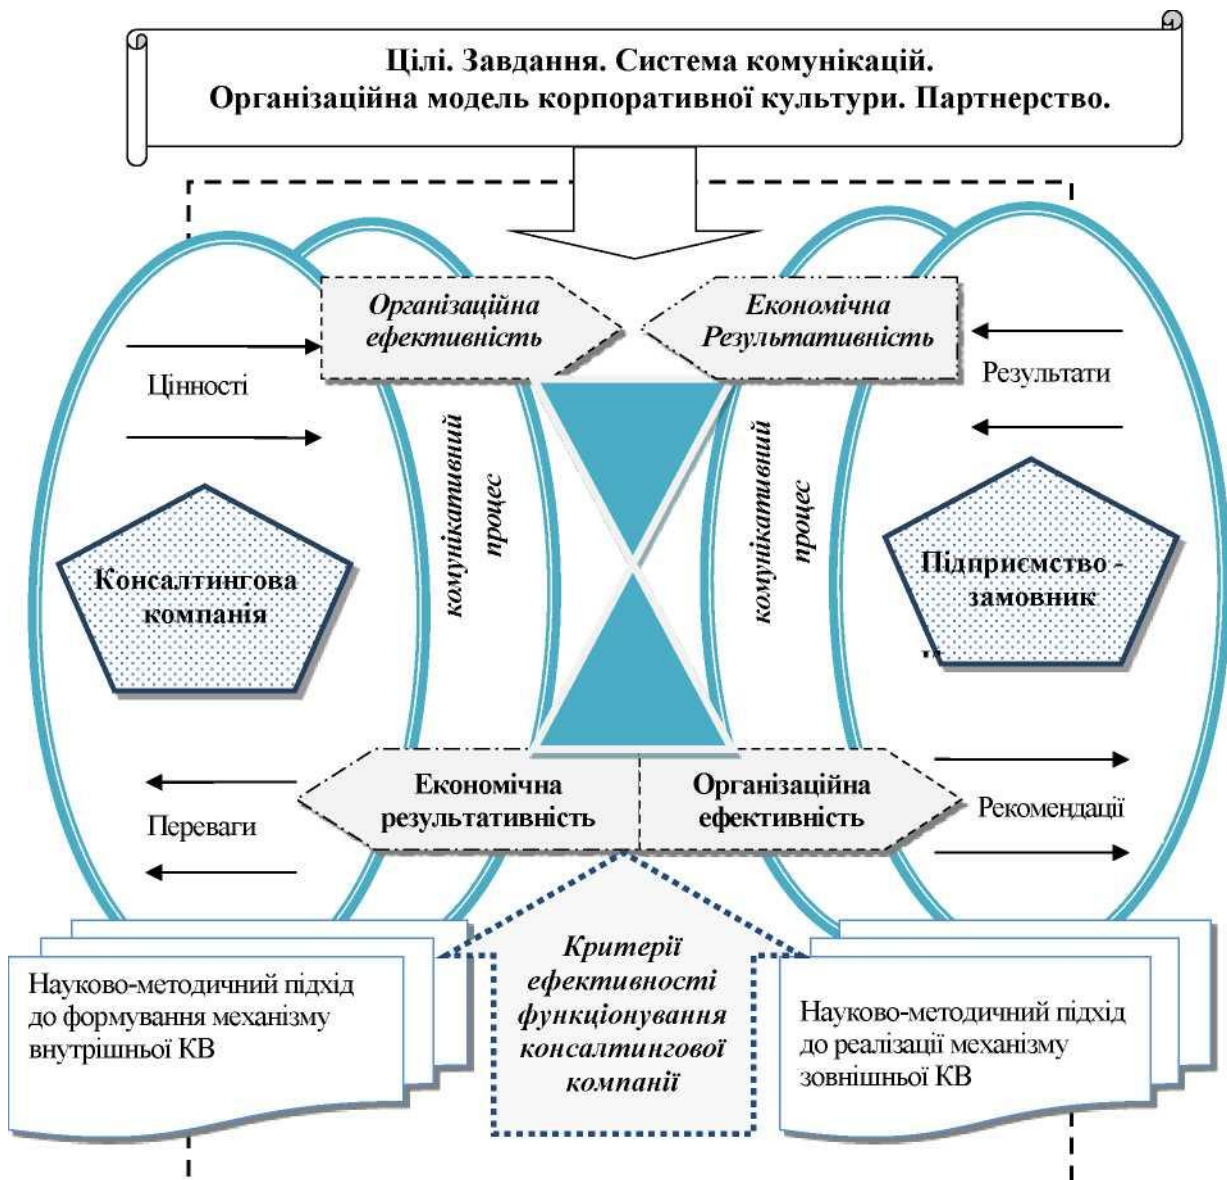 Цілі. Завдання. Система комунікацій.
Організаційна модель корпоративної культури. Партнерство.
Організаційна
ефективність
Економічна
Результативність
Цінності
Результати
комунікативний
процес
комунікативний
процес
Консалтингова
компанія
Підприємство -
замовник
Економічна
результативність
Організаційна
ефективність
Переваги
Рекомендації
Науково-методичний підхід
до формування механізму
внутрішньої КВ
Критерії
ефективності
функціонування
консалтингової
компанії
Науково-методичний підхід
до реалізації механізму
зовнішньої КВ